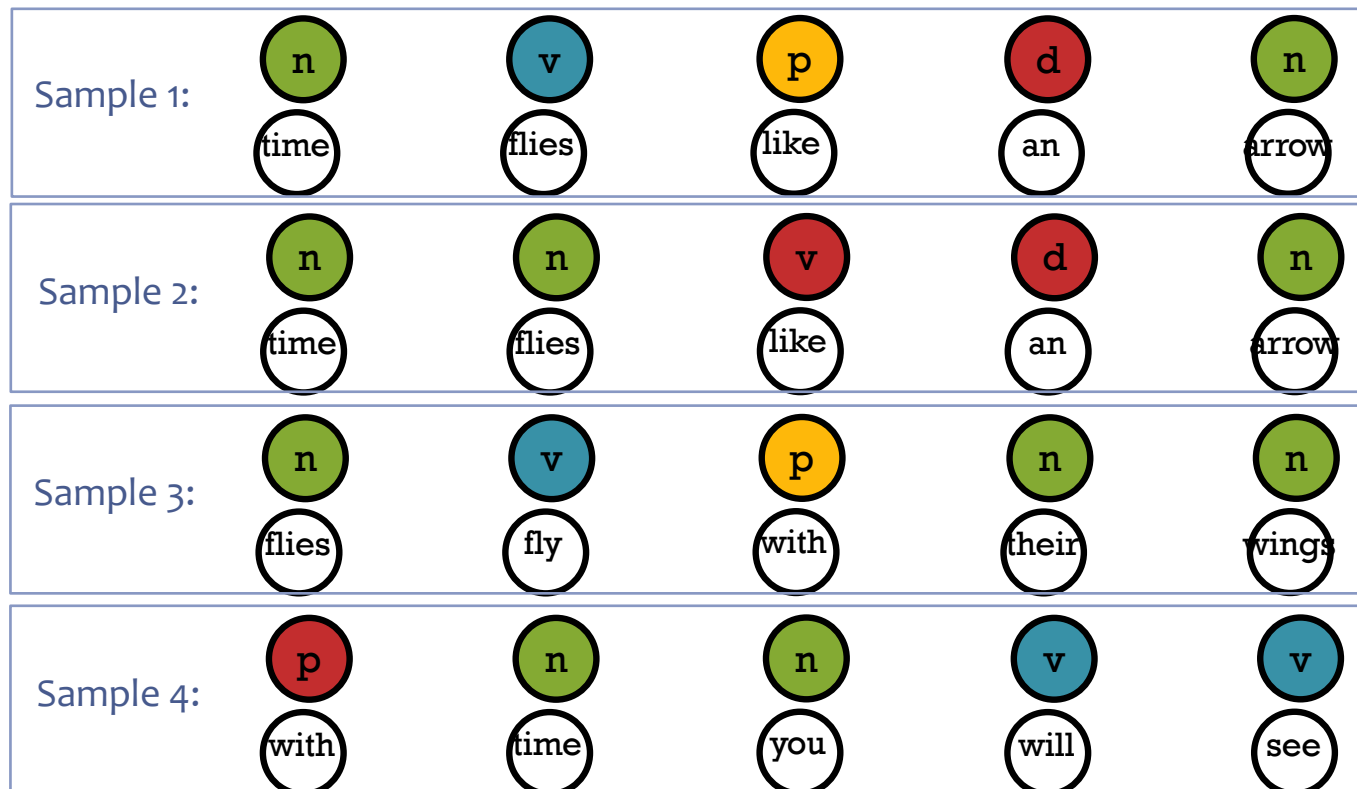 n v p d n
Sample 1:
time flies like an arrow
n n v d n
Sample 2:
time flies like an arrow
n v p n n
Sample 3:
flies fly with their wings
p n n v v
Sample 4:
with time you will see